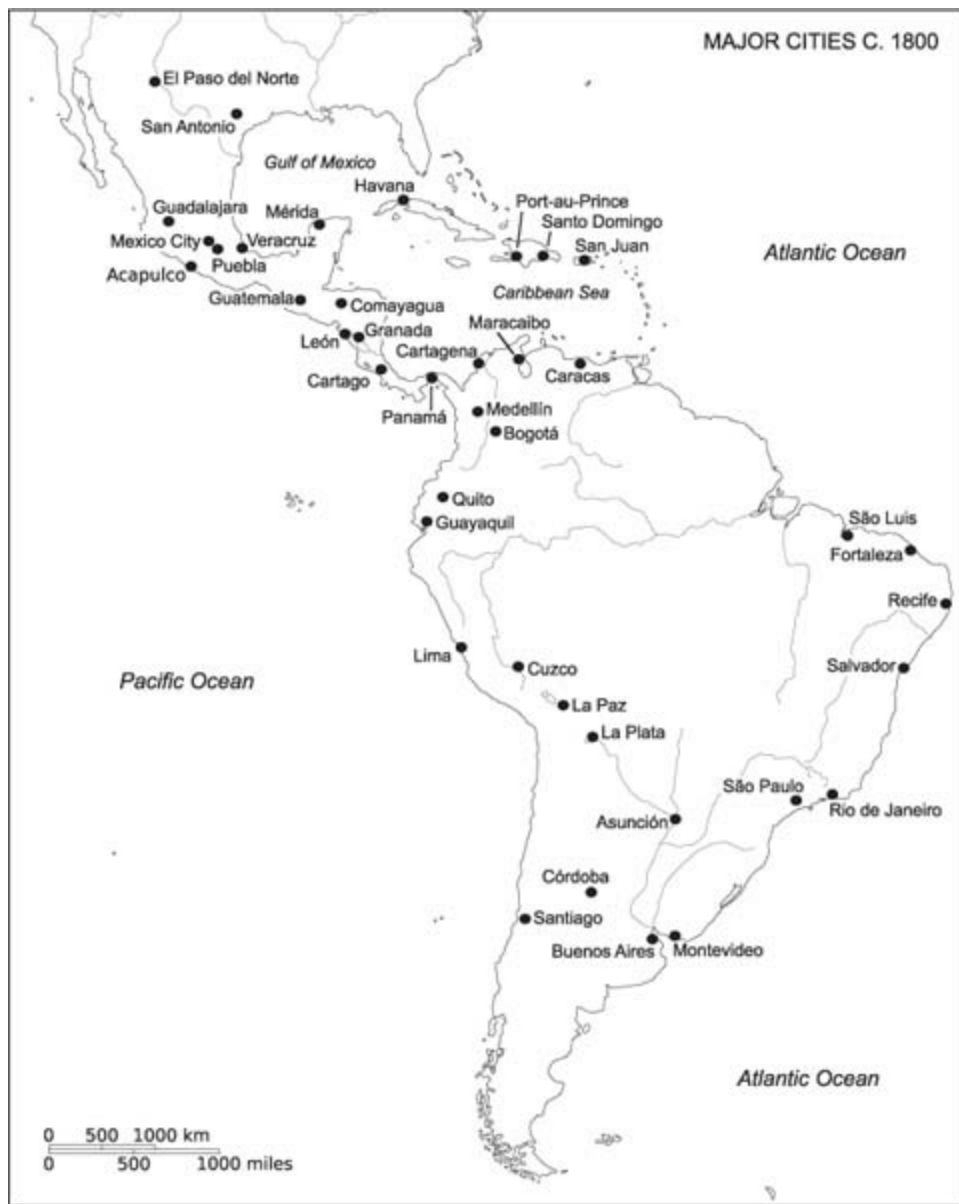 MAJOR CITIES C. 1800
El Paso del Norte
San Antonio
Gulf of Mexico
Havana
Port-au-Prince
Santo Domingo
San Juan
Guadalajara
Mérida
Mexico City
Veracruz
Puebla
Acapulco
Atlantic Ocean
Caribbean Sea
Guatemala
Comayagua
Maracaibo
León
Granada
Cartagena
Cartago
Caracas
Panamá
Medellín
Bogotá
Quito
Guayaquil
São Luis
Fortaleza
Recife
Lima
Cuzco
Salvador
Pacific Ocean
La Paz
La Plata
São Paulo
Rio de Janeiro
Asunción
Córdoba
Santiago
Buenos Aires
Montevideo
Atlantic Ocean
0 500 1000 km
0 500 1000 miles